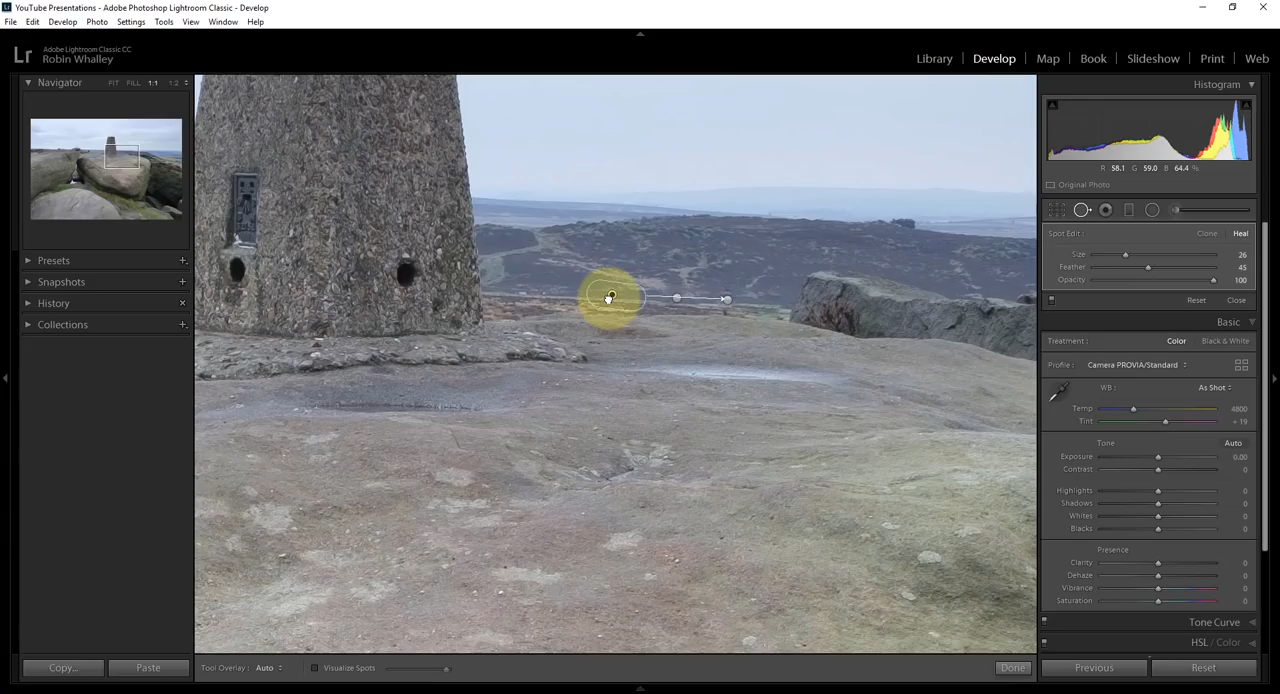 YouTube Presentations - Adobe Photoshop Lightroom Classic - Develop
File Edit Develop Photo Settings Tools View Window Help
Lr
Adobe Lightroom Classic CC
Robin Whalley
Library | Develop | Map | Book | Slideshow | Print | Web
Navigator FIT FILL 1:1 1:2
Presets
Snapshots
History
Collections
Copy... Paste
Tool Overlay : Auto Visualize Spots Done
Histogram
R 58.1 G 59.0 B 64.4 %
Original Photo
Spot Edit : Clone Heal
Size 26
Feather 45
Opacity 100
Reset Close
Basic
Treatment : Color Black & White
Profile : Camera PROVIA/Standard
WB : As Shot
Temp 4800
Tint + 19
Tone Auto
Exposure 0.00
Contrast 0
Highlights 0
Shadows 0
Whites 0
Blacks 0
Presence
Clarity 0
Dehaze 0
Vibrance 0
Saturation 0
Tone Curve
HSL / Color
Previous Reset